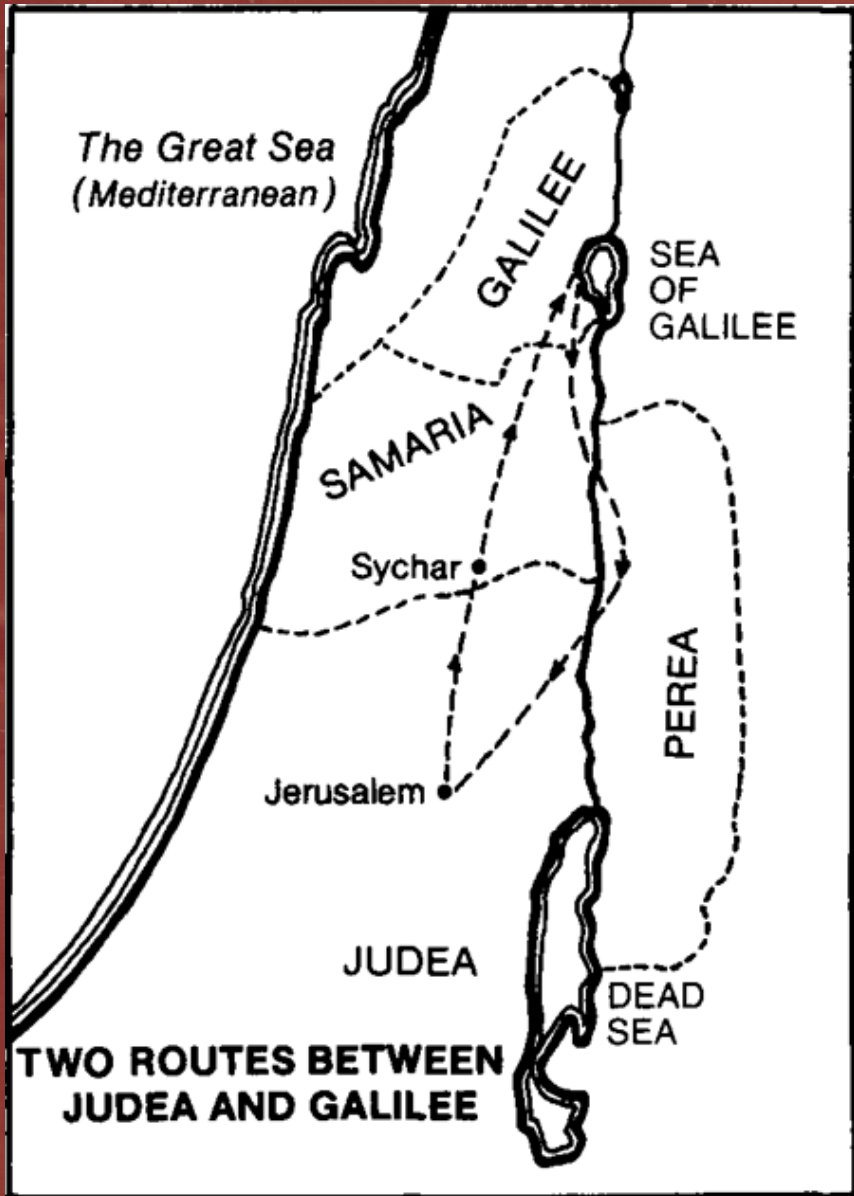 The Great Sea
(Mediterranean)
GALILEE
SEA
OF
GALILEE
SAMARIA
Sychar
PEREA
Jerusalem
JUDEA
DEAD
SEA
TWO ROUTES BETWEEN
JUDEA AND GALILEE